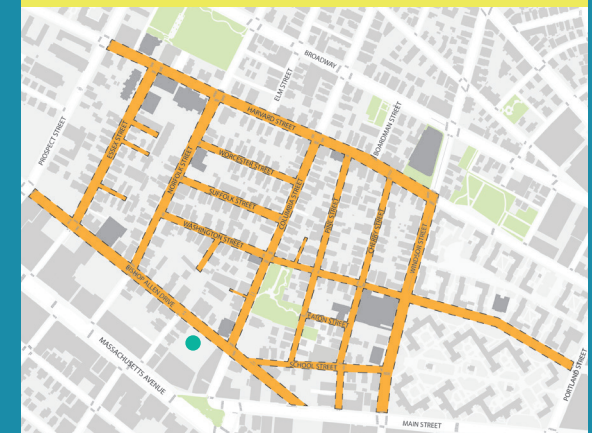 BROADWAY
ELM STREET
HARVARD STREET
BOARDMAN STREET
PROSPECT STREET
ESSEX STREET
NORFOLK STREET
WORCESTER STREET
SUFFOLK STREET
COLUMBIA STREET
PINE STREET
CHERRY STREET
WINDSOR STREET
WASHINGTON STREET
BISHOP ALLEN DRIVE
EATON STREET
SCHOOL STREET
MASSACHUSETTS AVENUE
MAIN STREET
PORTLAND STREET